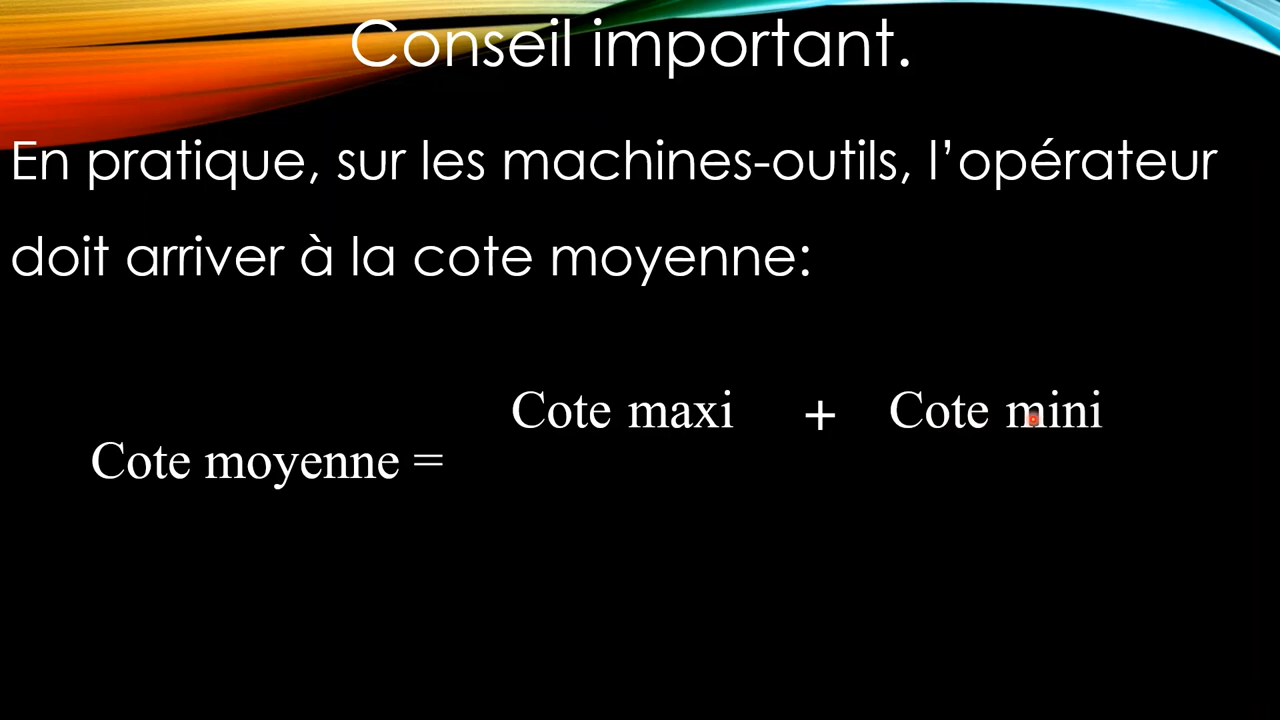 Conseil important.
En pratique, sur les machines-outils, l’opérateur
doit arriver à la cote moyenne:
Cote maxi + Cote mini
Cote moyenne =